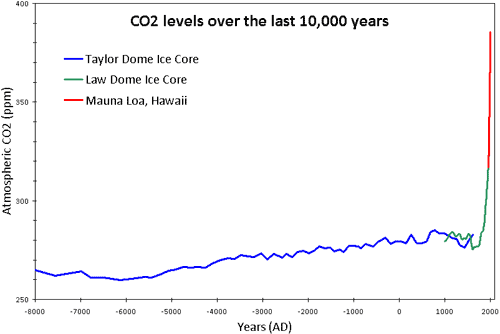 CO2 levels over the last 10,000 years
Taylor Dome Ice Core
Law Dome Ice Core
Mauna Loa, Hawaii
Atmospheric CO2 (ppm)
400
350
300
250
-8000 -7000 -6000 -5000 -4000 -3000 -2000 -1000 0 1000 2000
Years (AD)